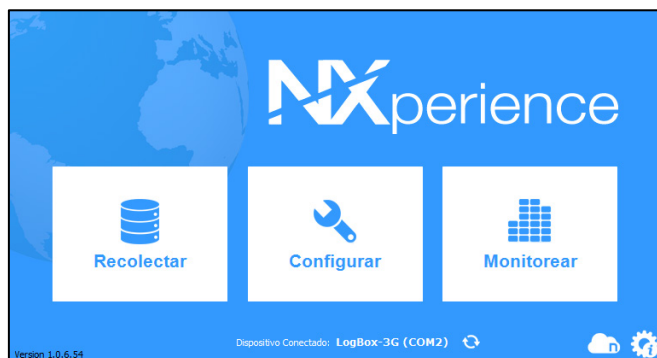 NXperience
Recolectar
Configurar
Monitorear
Dispositivo Conectado: LogBox-3G (COM2)
n
i
Version 1.0.6.54